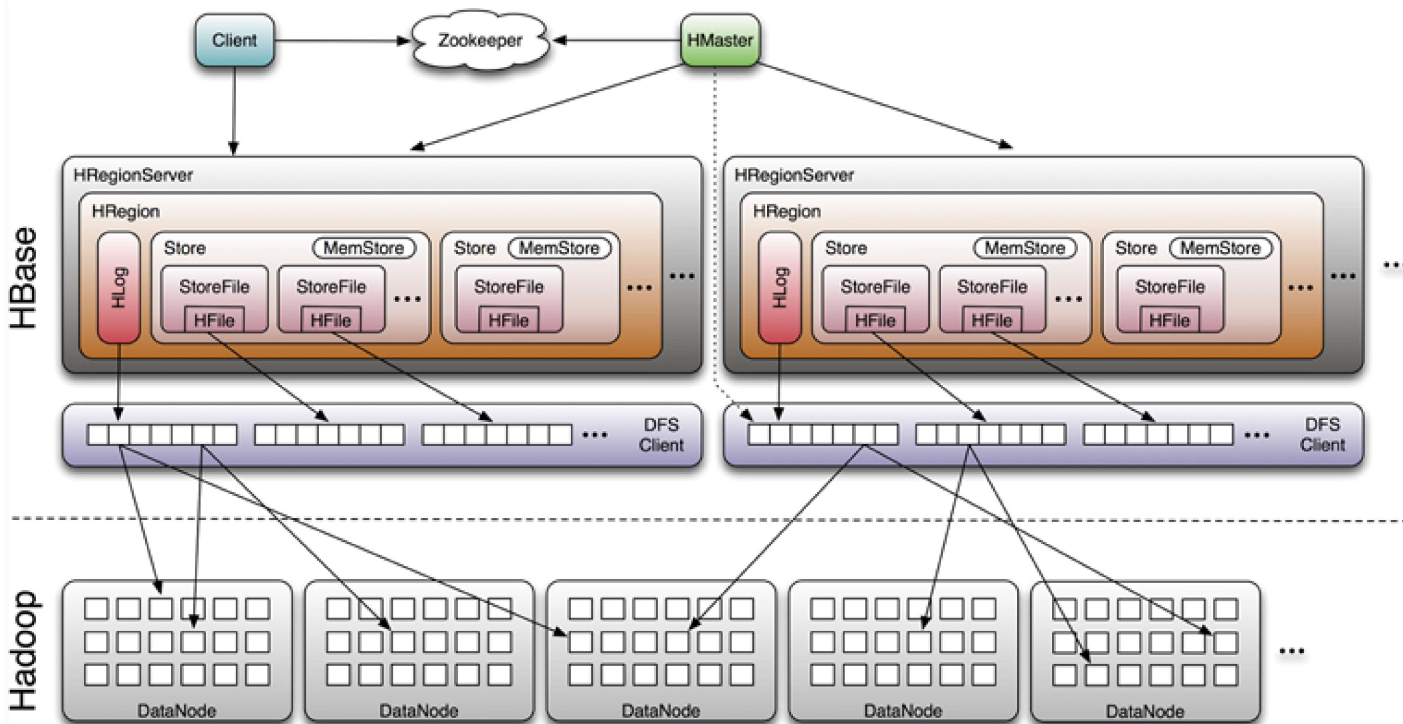 Client
Zookeeper
HMaster
HBase
HRegionServer
HRegion
HLog
Store
MemStore
StoreFile
HFile
StoreFile
HFile
...
Store
MemStore
StoreFile
HFile
...
...
HRegionServer
HRegion
HLog
Store
MemStore
StoreFile
HFile
StoreFile
HFile
...
Store
MemStore
StoreFile
HFile
...
...
...
...
DFS
Client
...
DFS
Client
Hadoop
DataNode
DataNode
DataNode
DataNode
DataNode
...